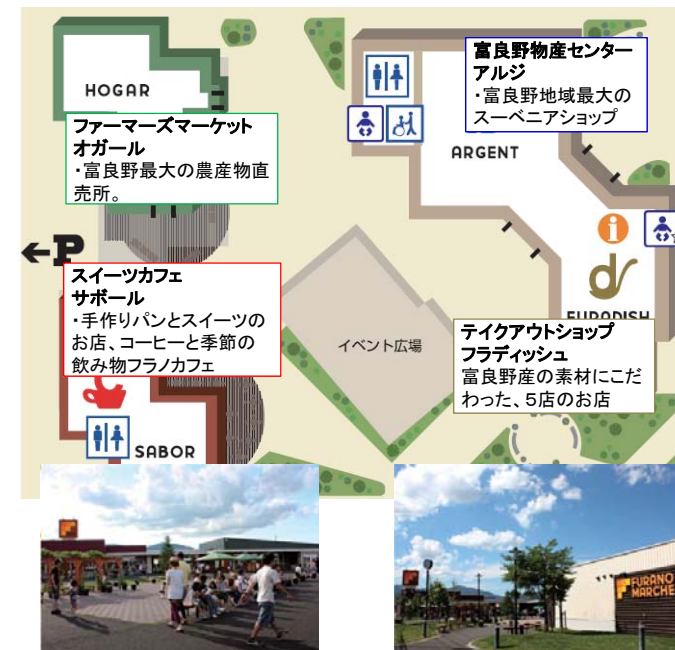 HOGAR
ファーマーズマーケット
オガール
・富良野最大の農産物直
売所。
富良野物産センター
アルジ
・富良野地域最大の
スーベニアショップ
ARGENT
←P
スイーツカフェ
サボール
・手作りパンとスイーツの
お店、コーヒーと季節の
飲み物フラノカフェ
SABOR
イベント広場
FURADISH
テイクアウトショップ
フラディッシュ
富良野産の素材にこだ
わった、5店のお店
FURANO
MARCHE